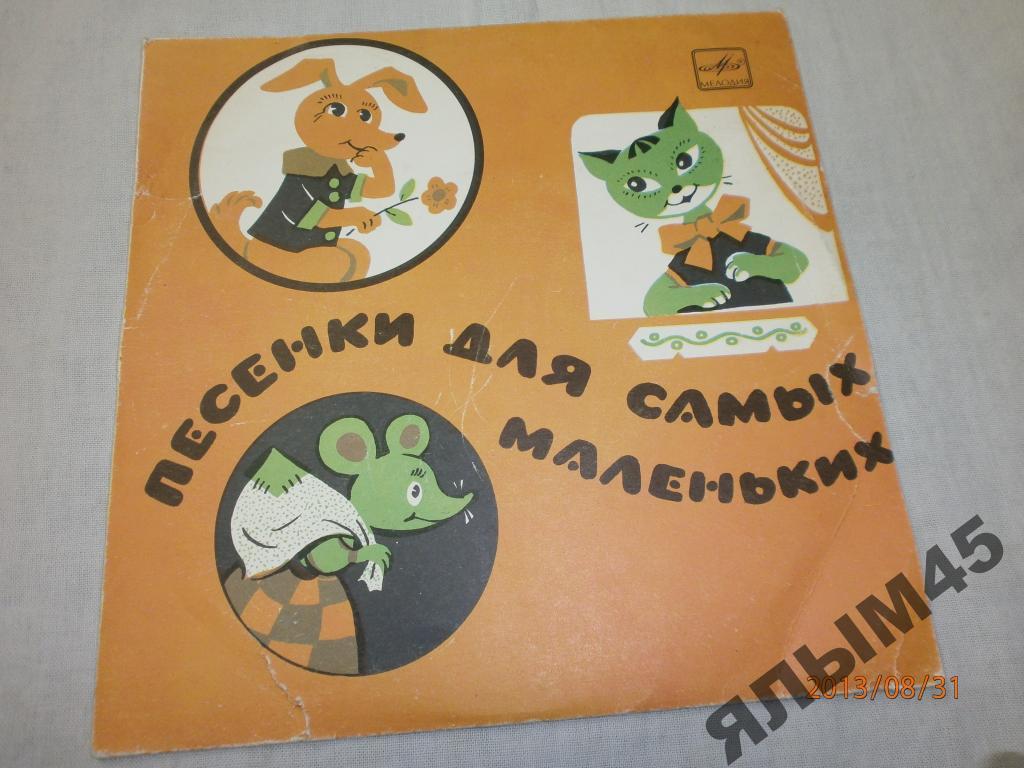 МЕЛОДИЯ
ПЕСЕНКИ ДЛЯ САМЫХ
МАЛЕНЬКИХ
ЯЛЫМ45
2013/08/31